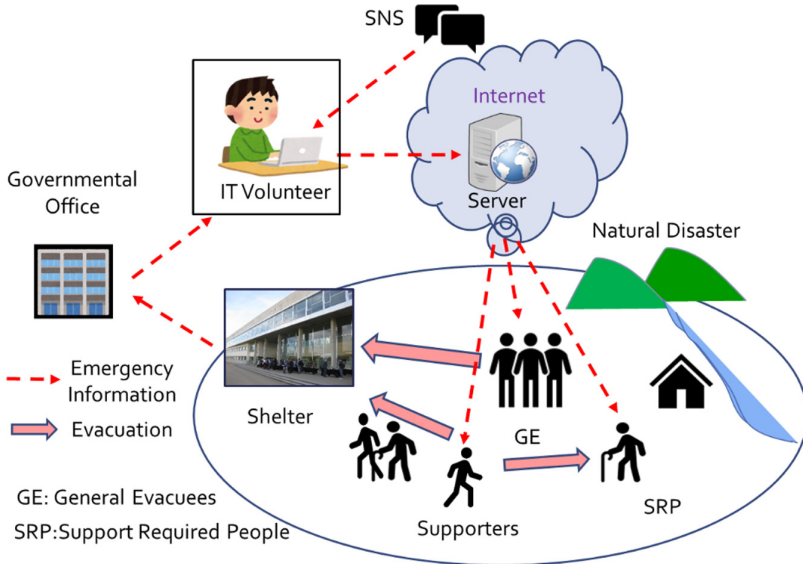 SNS
Internet
IT Volunteer
Server
Governmental
Office
Natural Disaster
Emergency
Information
Shelter
Evacuation
GE
GE: General Evacuees
SRP
SRP:Support Required People
Supporters